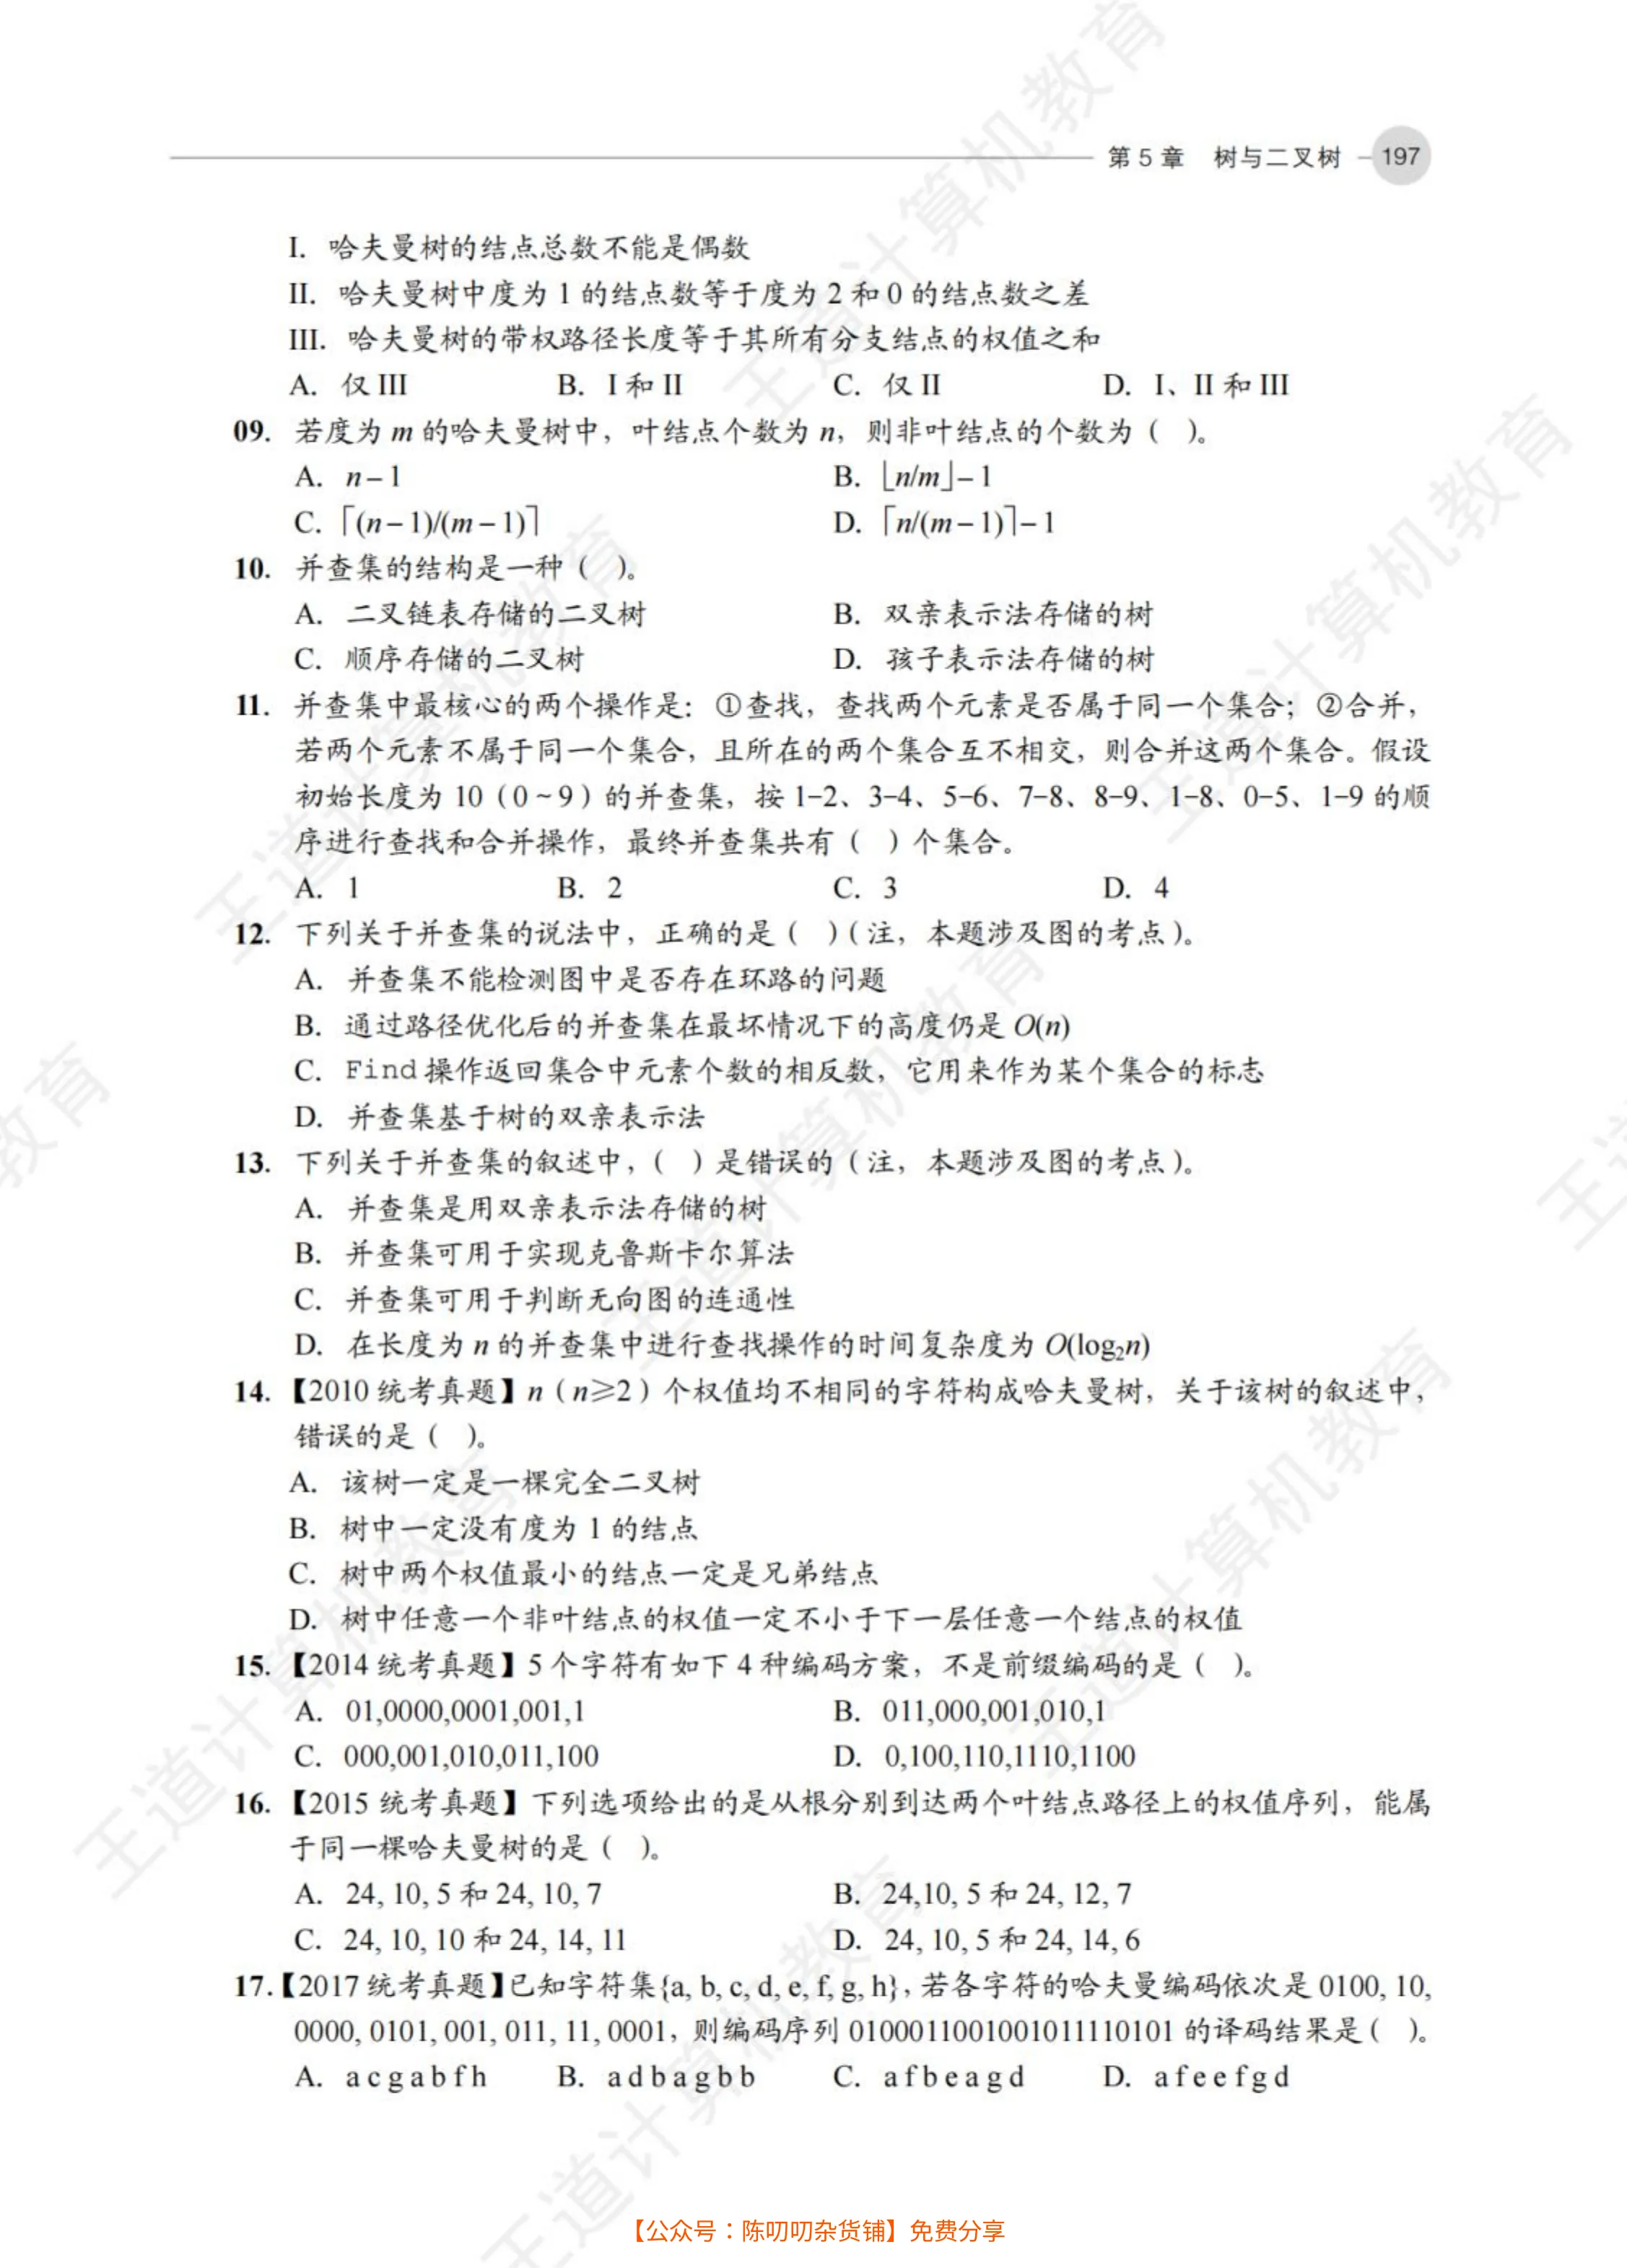 第 5 章 树与二叉树 197
I. 哈夫曼树的结点总数不能是偶数
II. 哈夫曼树中度为 1 的结点数等于度为 2 和 0 的结点数之差
III. 哈夫曼树的带权路径长度等于其所有分支结点的权值之和
A. 仅 III B. I 和 II C. 仅 II D. I、II 和 III
09. 若度为 m 的哈夫曼树中，叶结点个数为 n，则非叶结点的个数为（ ）。
A. n – 1 B. ⌊n/m⌋ – 1
C. ⌈(n – 1)/(m – 1)⌉ D. ⌈n/(m – 1)⌉ – 1
10. 并查集的结构是一种（ ）。
A. 二叉链表存储的二叉树 B. 双亲表示法存储的树
C. 顺序存储的二叉树 D. 孩子表示法存储的树
11. 并查集中最核心的两个操作是：①查找，查找两个元素是否属于同一个集合；②合并，
若两个元素不属于同一个集合，且所在的两个集合互不相交，则合并这两个集合。假设
初始长度为 10（0 ~ 9）的并查集，按 1–2、3–4、5–6、7–8、8–9、1–8、0–5、1–9 的顺
序进行查找和合并操作，最终并查集共有（ ）个集合。
A. 1 B. 2 C. 3 D. 4
12. 下列关于并查集的说法中，正确的是（ ）（注，本题涉及图的考点）。
A. 并查集不能检测图中是否存在环路的问题
B. 通过路径优化后的并查集在最坏情况下的高度仍是 O(n)
C. Find 操作返回集合中元素个数的相反数，它用来作为某个集合的标志
D. 并查集基于树的双亲表示法
13. 下列关于并查集的叙述中，（ ）是错误的（注，本题涉及图的考点）。
A. 并查集是用双亲表示法存储的树
B. 并查集可用于实现克鲁斯卡尔算法
C. 并查集可用于判断无向图的连通性
D. 在长度为 n 的并查集中进行查找操作的时间复杂度为 O(log₂n)
14. 【2010 统考真题】n（n≥2）个权值均不相同的字符构成哈夫曼树，关于该树的叙述中，
错误的是（ ）。
A. 该树一定是一棵完全二叉树
B. 树中一定没有度为 1 的结点
C. 树中两个权值最小的结点一定是兄弟结点
D. 树中任意一个非叶结点的权值一定不小于下一层任意一个结点的权值
15. 【2014 统考真题】5 个字符有如下 4 种编码方案，不是前缀编码的是（ ）。
A. 01,0000,0001,001,1 B. 011,000,001,010,1
C. 000,001,010,011,100 D. 0,100,110,1110,1100
16. 【2015 统考真题】下列选项给出的是从根分别到达两个叶结点路径上的权值序列，能属
于同一棵哈夫曼树的是（ ）。
A. 24, 10, 5 和 24, 10, 7 B. 24,10, 5 和 24, 12, 7
C. 24, 10, 10 和 24, 14, 11 D. 24, 10, 5 和 24, 14, 6
17. 【2017 统考真题】已知字符集{a, b, c, d, e, f, g, h}，若各字符的哈夫曼编码依次是 0100, 10,
0000, 0101, 001, 011, 11, 0001，则编码序列 0100011001001011110101 的译码结果是（ ）。
A. a c g a b f h B. a d b a g b b C. a f b e a g d D. a f e e f g d
【公众号：陈叨叨杂货铺】免费分享
王道计算机教育